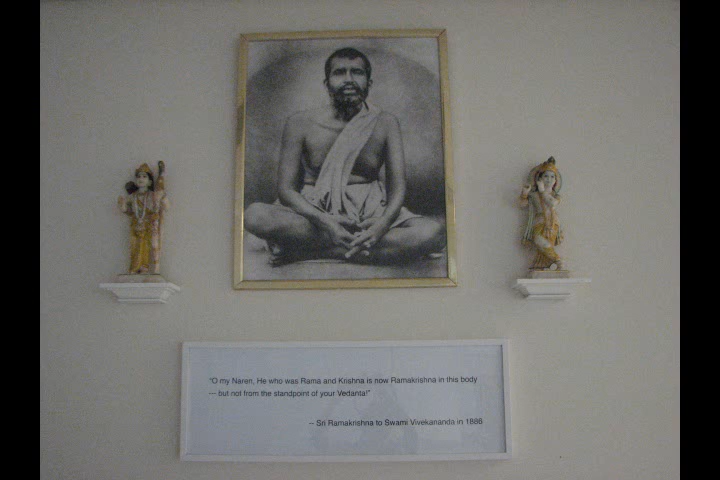 "O my Naren, He who was Rama and Krishna is now Ramakrishna in this body
— but not from the standpoint of your Vedanta!"
-- Sri Ramakrishna to Swami Vivekananda in 1886